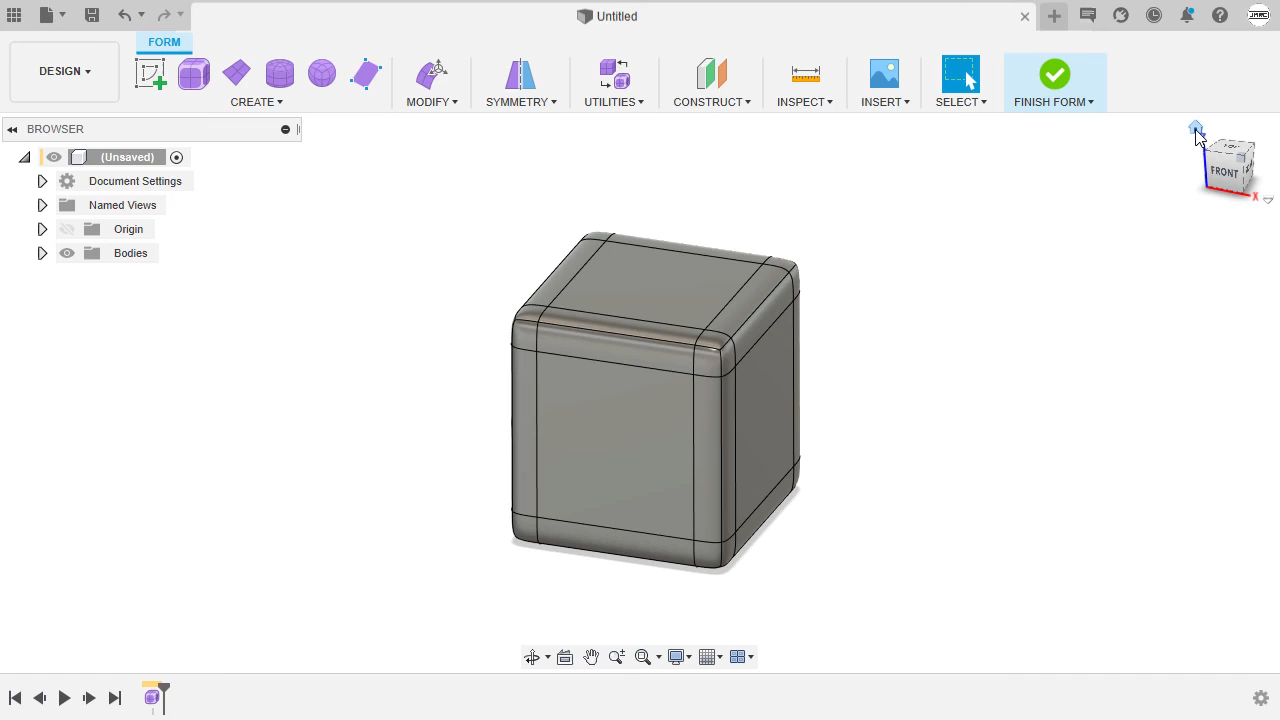 Untitled
JMRC
FORM
DESIGN
CREATE
MODIFY
SYMMETRY
UTILITIES
CONSTRUCT
INSPECT
INSERT
SELECT
FINISH FORM
BROWSER
(Unsaved)
Document Settings
Named Views
Origin
Bodies
FRONT
X